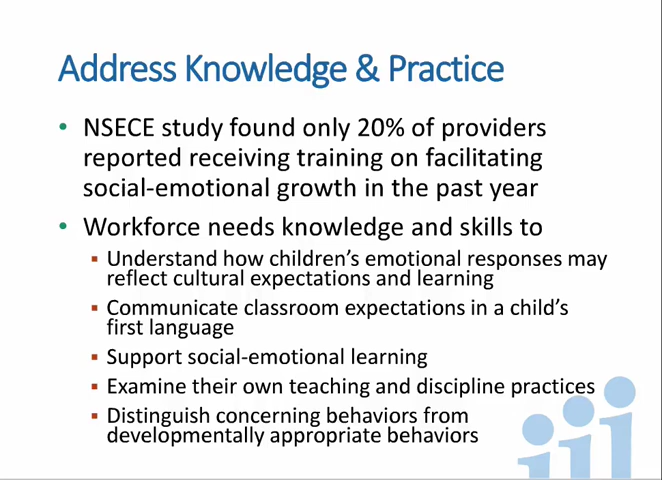 Address Knowledge & Practice
• NSECE study found only 20% of providers
reported receiving training on facilitating
social-emotional growth in the past year
• Workforce needs knowledge and skills to
▪ Understand how children's emotional responses may
reflect cultural expectations and learning
▪ Communicate classroom expectations in a child's
first language
▪ Support social-emotional learning
▪ Examine their own teaching and discipline practices
▪ Distinguish concerning behaviors from
developmentally appropriate behaviors